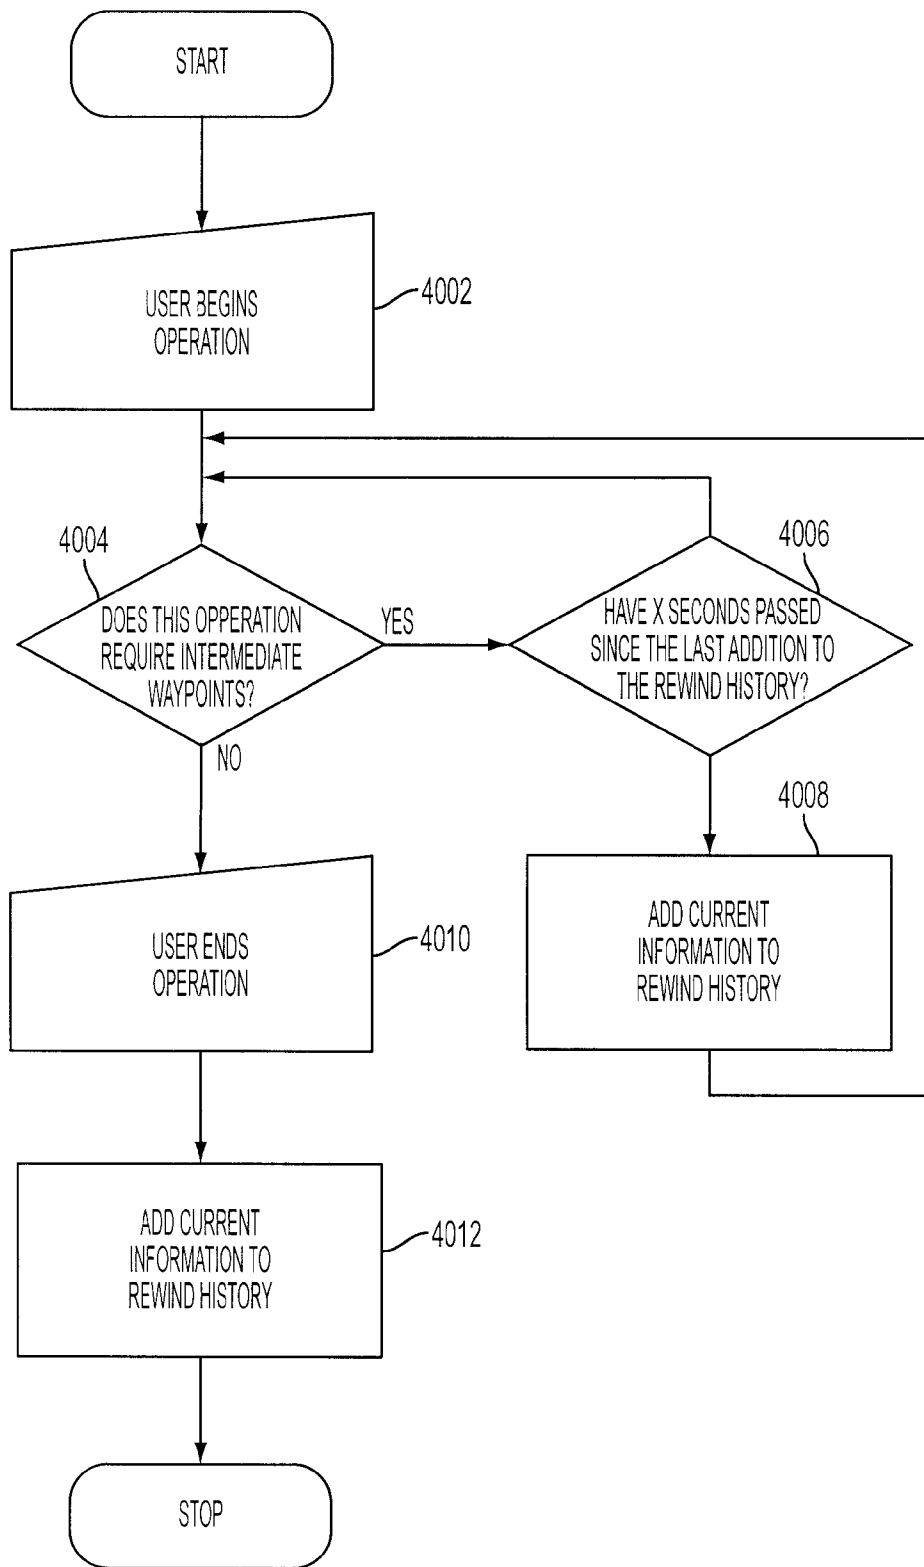 START
USER BEGINS
OPERATION
4002
4004
DOES THIS OPPERATION
REQUIRE INTERMEDIATE
WAYPOINTS?
YES
NO
4006
HAVE X SECONDS PASSED
SINCE THE LAST ADDITION TO
THE REWIND HISTORY?
4008
ADD CURRENT
INFORMATION TO
REWIND HISTORY
USER ENDS
OPERATION
4010
ADD CURRENT
INFORMATION TO
REWIND HISTORY
4012
STOP